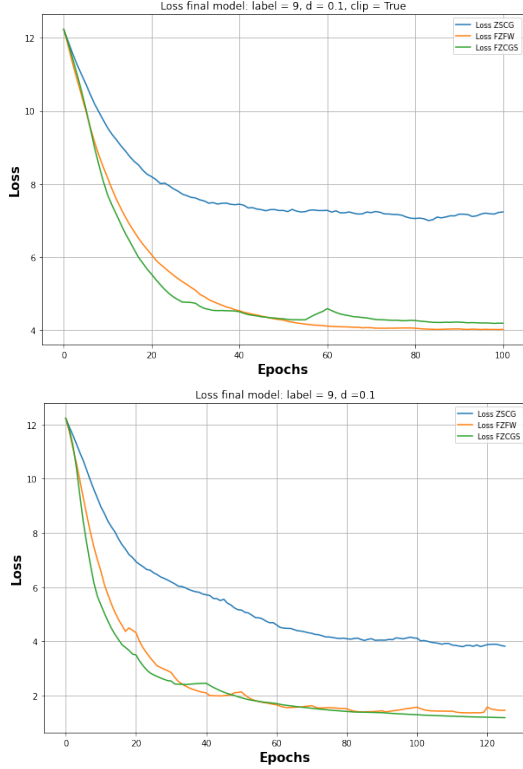 Loss final model: label = 9, d = 0.1, clip = True
Loss ZSCG
Loss FZFW
Loss FZCGS
12
10
8
6
4
Loss
0
20
40
60
80
100
Epochs
Loss final model: label = 9, d =0.1
Loss ZSCG
Loss FZFW
Loss FZCGS
12
10
8
6
4
2
Loss
0
20
40
60
80
100
120
Epochs